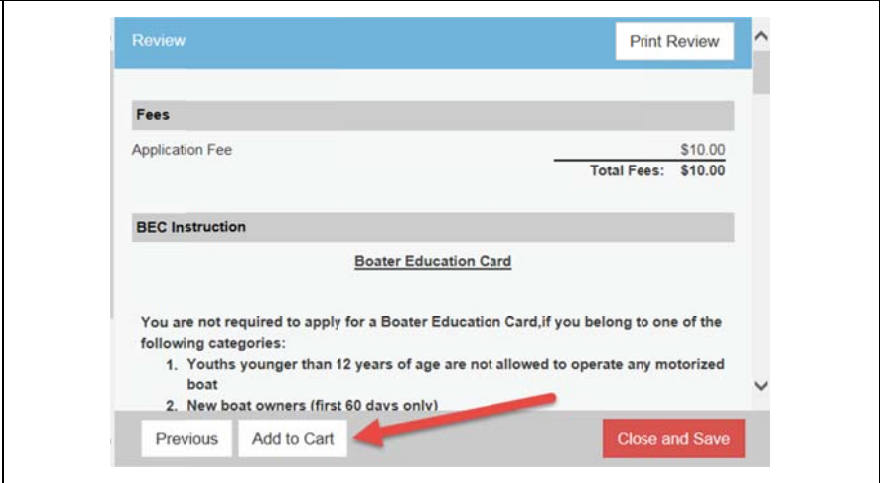 Review
Print Review
Fees
Application Fee $10.00
Total Fees: $10.00
BEC Instruction
Boater Education Card
You are not required to apply for a Boater Education Card,if you belong to one of the
following categories:
1. Youths younger than 12 years of age are not allowed to operate any motorized
boat
2. New boat owners (first 60 days only)
Previous Add to Cart Close and Save